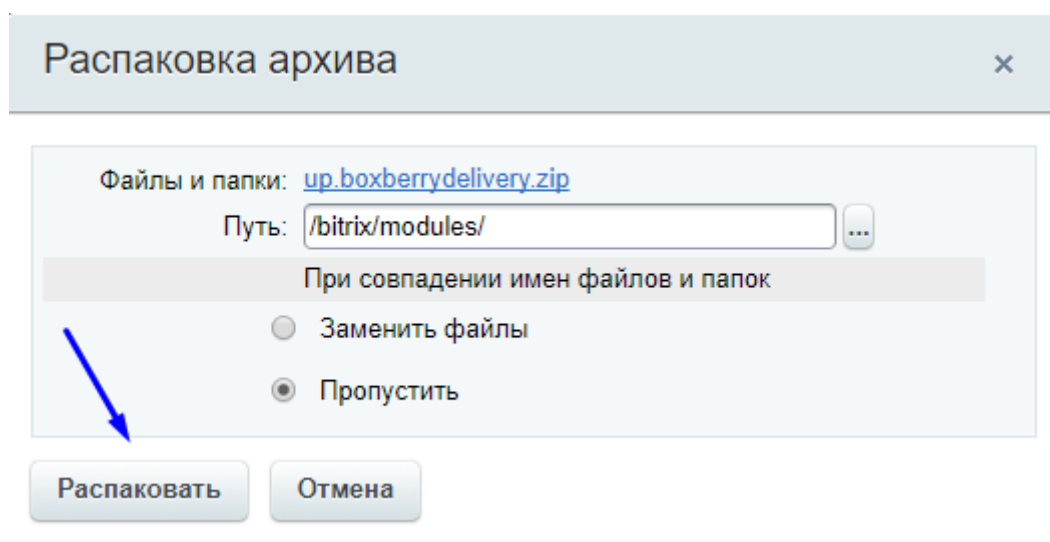 Распаковка архива ×
Файлы и папки: up.boxberrydelivery.zip
Путь: /bitrix/modules/ ...
При совпадении имен файлов и папок
Заменить файлы
Пропустить
Распаковать Отмена